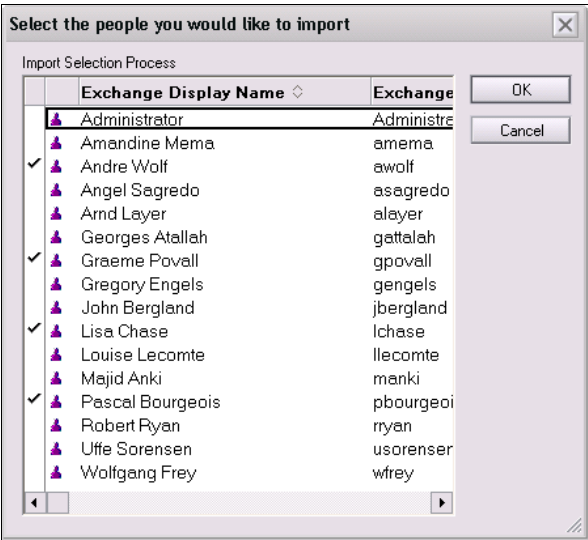 Select the people you would like to import
Import Selection Process
Exchange Display Name Exchange
OK
Administrator Administra
Cancel
Amandine Mema amema
Andre Wolf awolf
Angel Sagredo asagredo
Arnd Layer alayer
Georges Atallah gattalah
Graeme Povall gpovall
Gregory Engels gengels
John Bergland jbergland
Lisa Chase lchase
Louise Lecomte llecomte
Majid Anki manki
Pascal Bourgeois pbourgeoi
Robert Ryan rryan
Uffe Sorensen usorenser
Wolfgang Frey wfrey